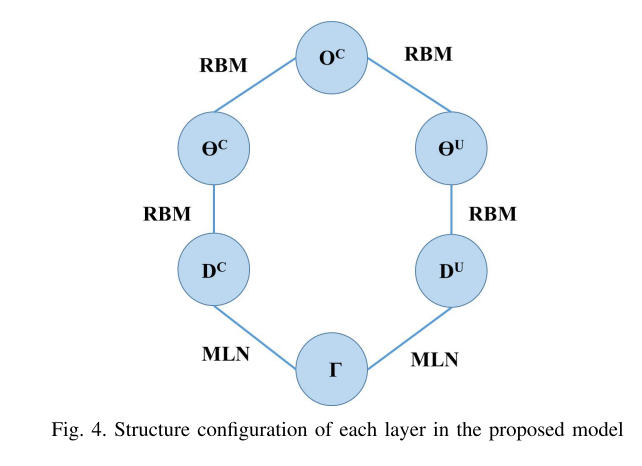 O^C
RBM
RBM
Ѳ^C
Ѳ^U
RBM
RBM
D^C
D^U
MLN
MLN
Γ
Fig. 4. Structure configuration of each layer in the proposed model